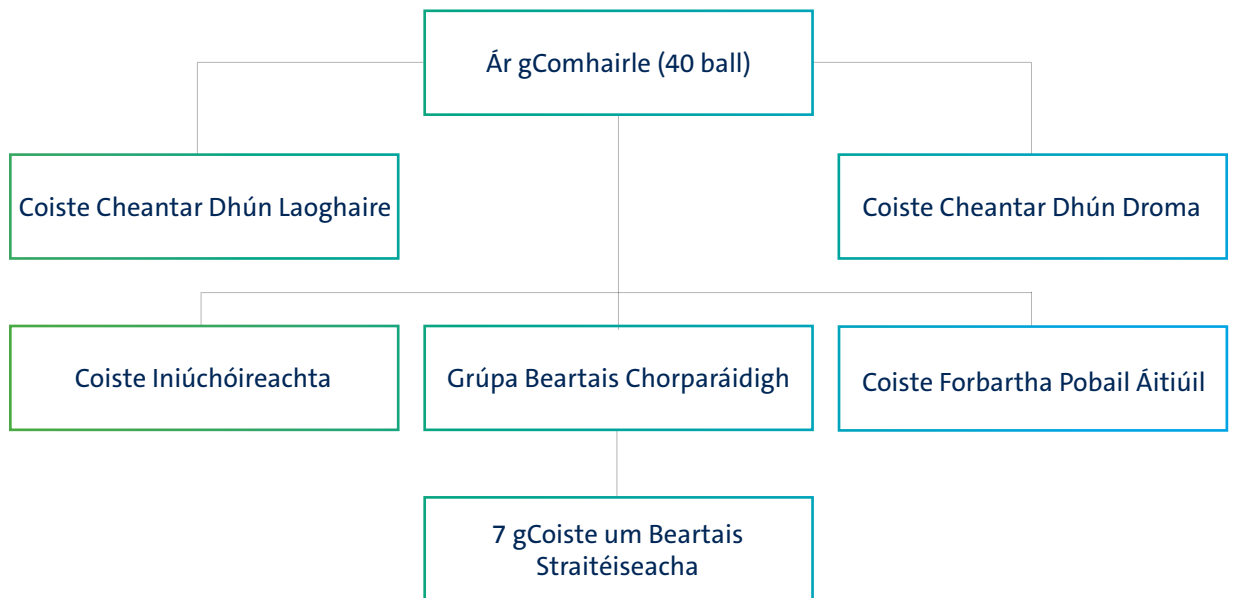 Ár gComhairle (40 ball)
Coiste Cheantar Dhún Laoghaire
Coiste Cheantar Dhún Droma
Coiste Iniúchóireachta
Grúpa Beartais Chorparáidigh
Coiste Forbartha Pobail Áitiúil
7 gCoiste um Beartais
Straitéiseacha